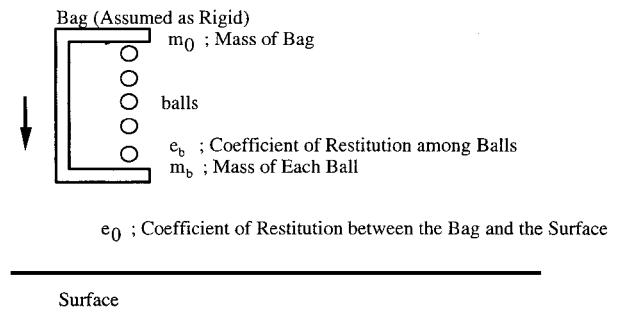 Bag (Assumed as Rigid)
m0 ; Mass of Bag
balls
eb ; Coefficient of Restitution among Balls
mb ; Mass of Each Ball
e0 ; Coefficient of Restitution between the Bag and the Surface
Surface